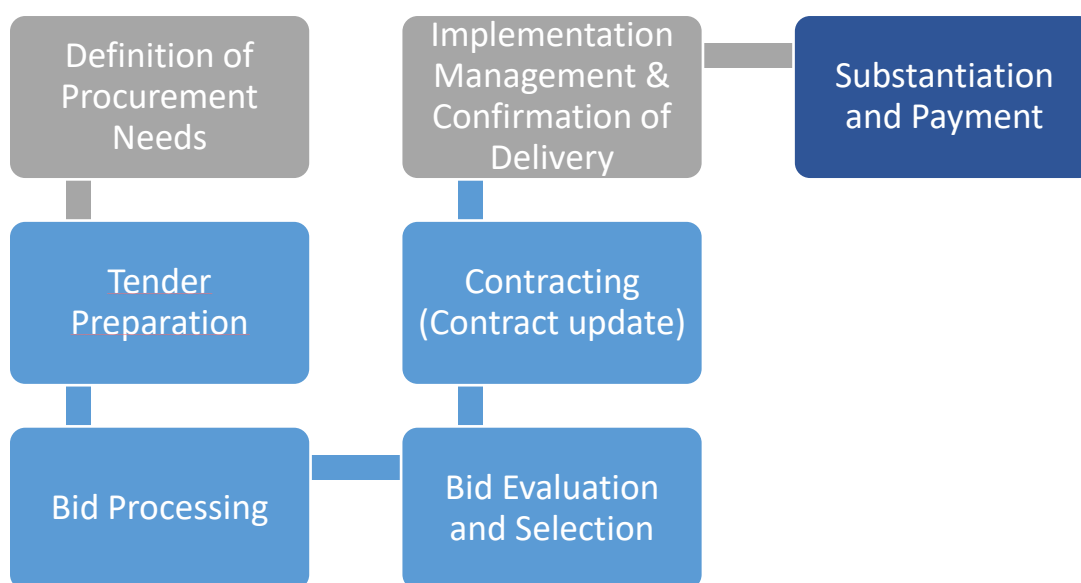 Definition of
Procurement
Needs
Tender
Preparation
Bid Processing
Bid Evaluation
and Selection
Contracting
(Contract update)
Implementation
Management &
Confirmation of
Delivery
Substantiation
and Payment